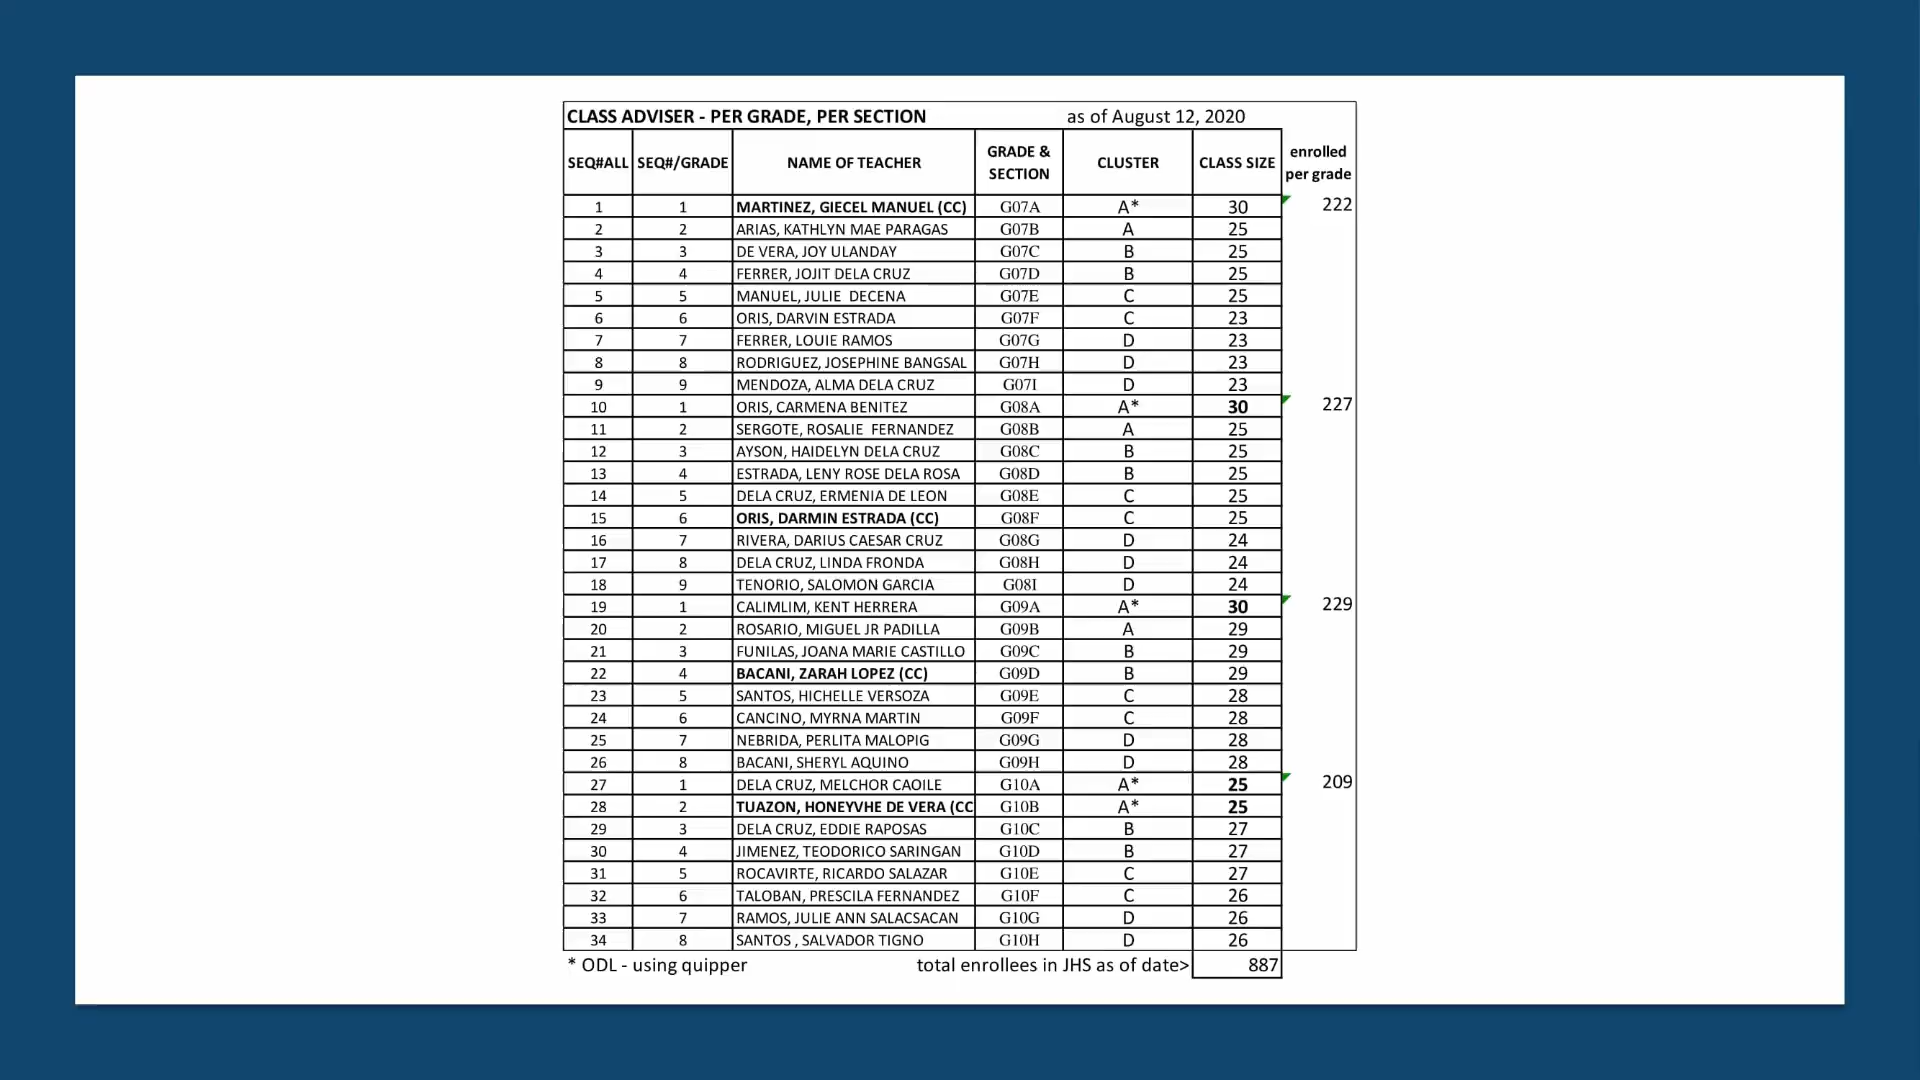 CLASS ADVISER - PER GRADE, PER SECTION as of August 12, 2020
SEQ#ALL SEQ#/GRADE NAME OF TEACHER GRADE & SECTION CLUSTER CLASS SIZE enrolled per grade
1 1 MARTINEZ, GIECEL MANUEL (CC) G07A A* 30 222
2 2 ARIAS, KATHLYN MAE PARAGAS G07B A 25
3 3 DE VERA, JOY ULANDAY G07C B 25
4 4 FERRER, JOJIT DELA CRUZ G07D B 25
5 5 MANUEL, JULIE DECENA G07E C 25
6 6 ORIS, DARVIN ESTRADA G07F C 23
7 7 FERRER, LOUIE RAMOS G07G D 23
8 8 RODRIGUEZ, JOSEPHINE BANGSAL G07H D 23
9 9 MENDOZA, ALMA DELA CRUZ G07I D 23
10 1 ORIS, CARMENA BENITEZ G08A A* 30 227
11 2 SERGOTE, ROSALIE FERNANDEZ G08B A 25
12 3 AYSON, HAIDELYN DELA CRUZ G08C B 25
13 4 ESTRADA, LENY ROSE DELA ROSA G08D B 25
14 5 DELA CRUZ, ERMENIA DE LEON G08E C 25
15 6 ORIS, DARMIN ESTRADA (CC) G08F C 25
16 7 RIVERA, DARIUS CAESAR CRUZ G08G D 24
17 8 DELA CRUZ, LINDA FRONDA G08H D 24
18 9 TENORIO, SALOMON GARCIA G08I D 24
19 1 CALIMLIM, KENT HERRERA G09A A* 30 229
20 2 ROSARIO, MIGUEL JR PADILLA G09B A 29
21 3 FUNILAS, JOANA MARIE CASTILLO G09C B 29
22 4 BACANI, ZARAH LOPEZ (CC) G09D B 29
23 5 SANTOS, HICHELLE VERSOZA G09E C 28
24 6 CANCINO, MYRNA MARTIN G09F C 28
25 7 NEBRIDA, PERLITA MALOPIG G09G D 28
26 8 BACANI, SHERYL AQUINO G09H D 28
27 1 DELA CRUZ, MELCHOR CAOILE G10A A* 25 209
28 2 TUAZON, HONEYVHE DE VERA (CC G10B A* 25
29 3 DELA CRUZ, EDDIE RAPOSAS G10C B 27
30 4 JIMENEZ, TEODORICO SARINGAN G10D B 27
31 5 ROCAVIRTE, RICARDO SALAZAR G10E C 27
32 6 TALOBAN, PRESCILA FERNANDEZ G10F C 26
33 7 RAMOS, JULIE ANN SALACSACAN G10G D 26
34 8 SANTOS , SALVADOR TIGNO G10H D 26
* ODL - using quipper total enrollees in JHS as of date> 887